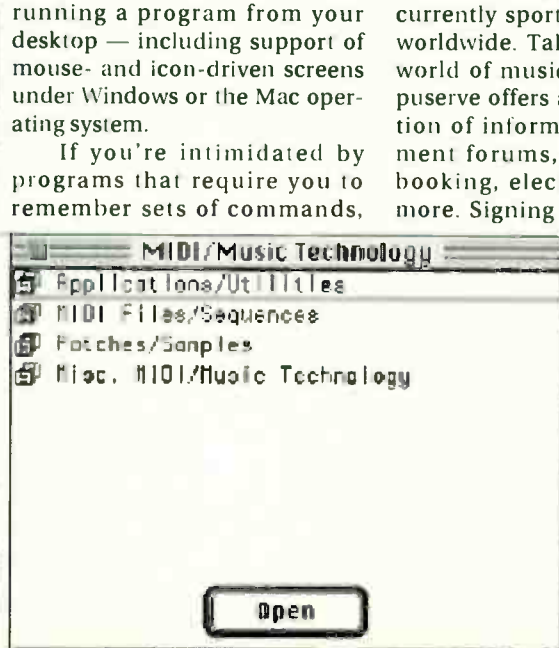 running a program from your
desktop — including support of
mouse- and icon-driven screens
under Windows or the Mac oper-
ating system.
If you're intimidated by
programs that require you to
remember sets of commands,
currently sport
worldwide. Tal
world of music
puserve offers
tion of inform
ment forums,
booking, elec
more. Signing
MIDI/Music Technology
Applications/Utilities
MIDI Files/Sequences
Patches/Samples
Misc. MIDI/Music Technology
Open